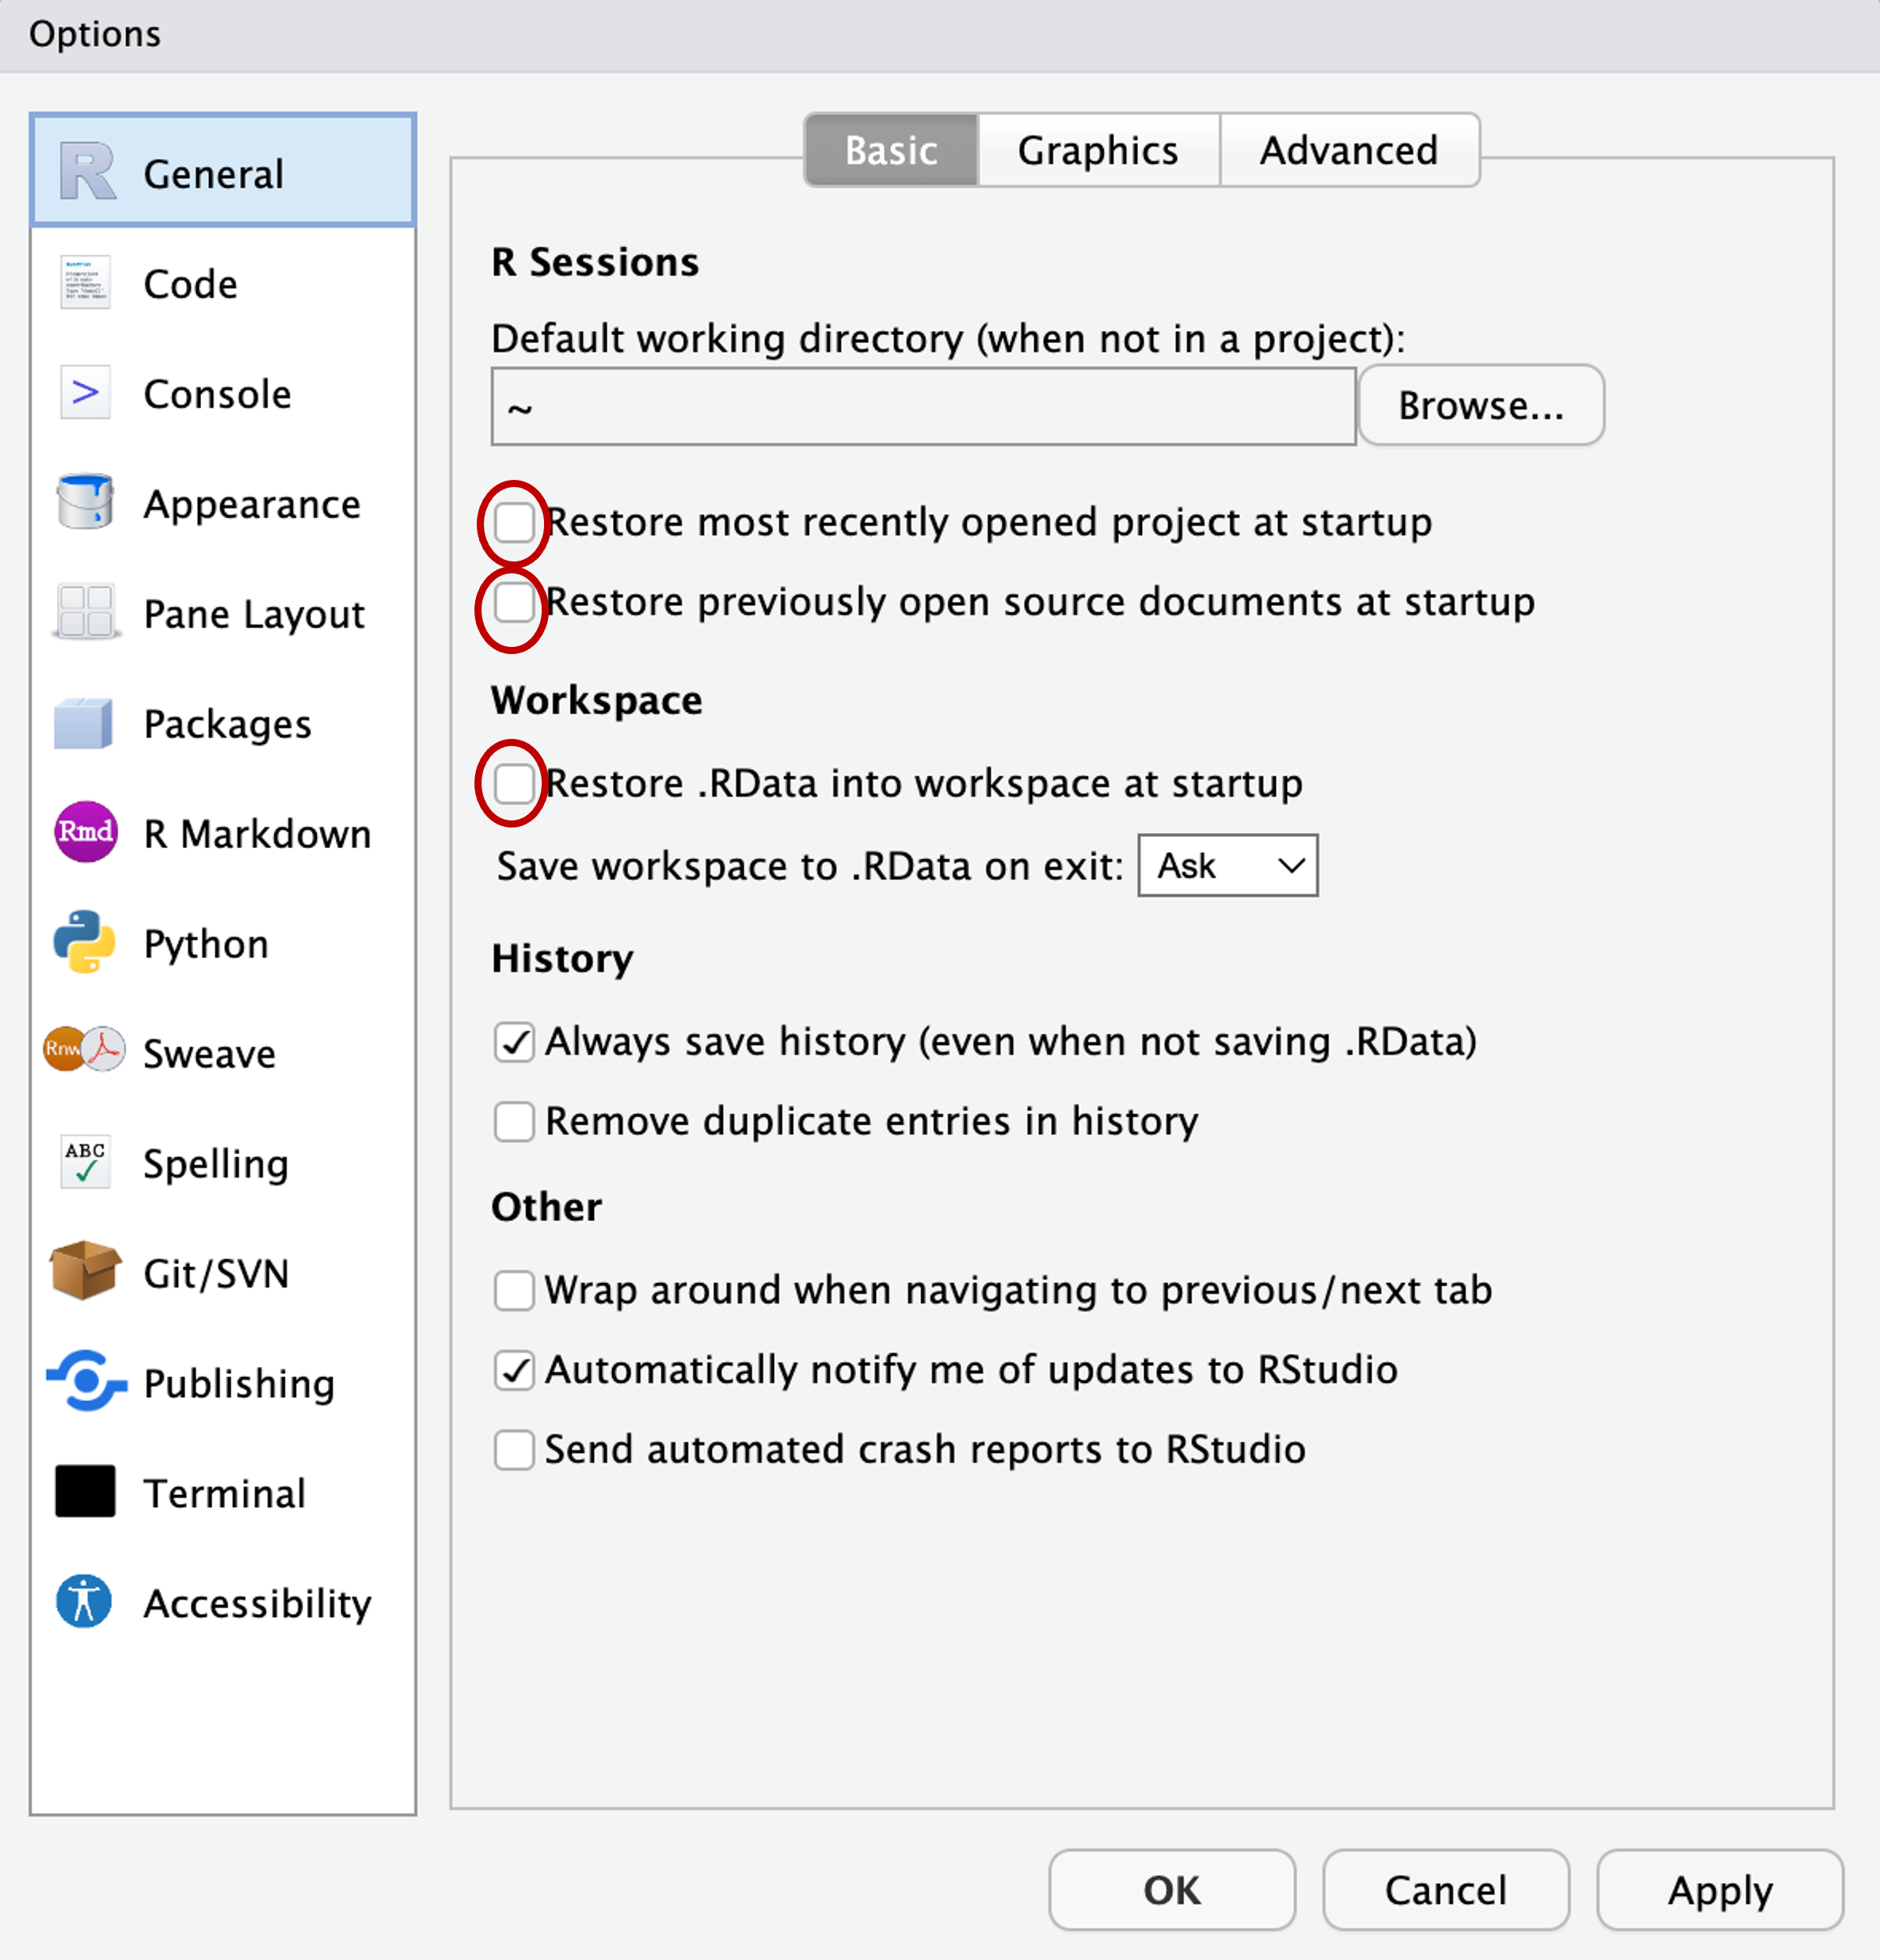 Options
General
Code
>
Console
Appearance
Pane Layout
Packages
Rmd
R Markdown
Python
Rnw
Sweave
ABC
Spelling
Git/SVN
Publishing
Terminal
Accessibility
Basic
Graphics
Advanced
R Sessions
Default working directory (when not in a project):
~
Browse...
Restore most recently opened project at startup
Restore previously open source documents at startup
Workspace
Restore .RData into workspace at startup
Save workspace to .RData on exit: Ask
History
Always save history (even when not saving .RData)
Remove duplicate entries in history
Other
Wrap around when navigating to previous/next tab
Automatically notify me of updates to RStudio
Send automated crash reports to RStudio
OK
Cancel
Apply